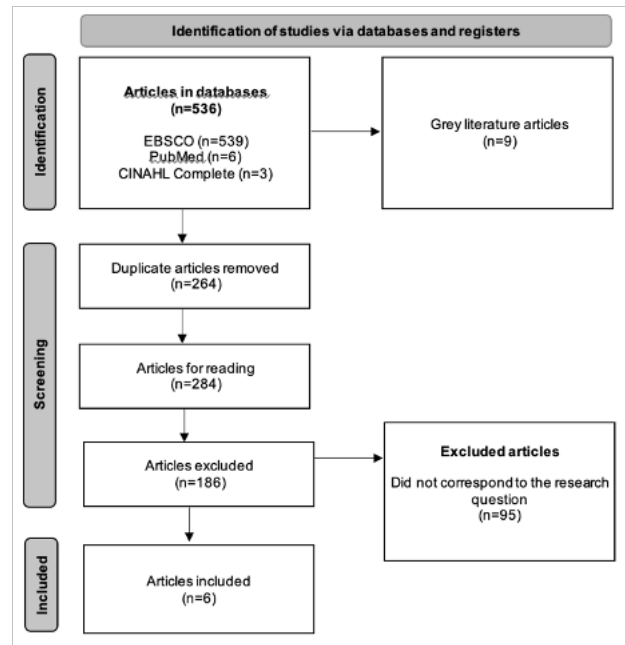 Identification of studies via databases and registers
Identification
Articles in databases
(n=536)
EBSCO (n=539)
PubMed (n=6)
CINAHL Complete (n=3)
Grey literature articles
(n=9)
Screening
Duplicate articles removed
(n=264)
Articles for reading
(n=284)
Articles excluded
(n=186)
Excluded articles
Did not correspond to the research
question
(n=95)
Included
Articles included
(n=6)